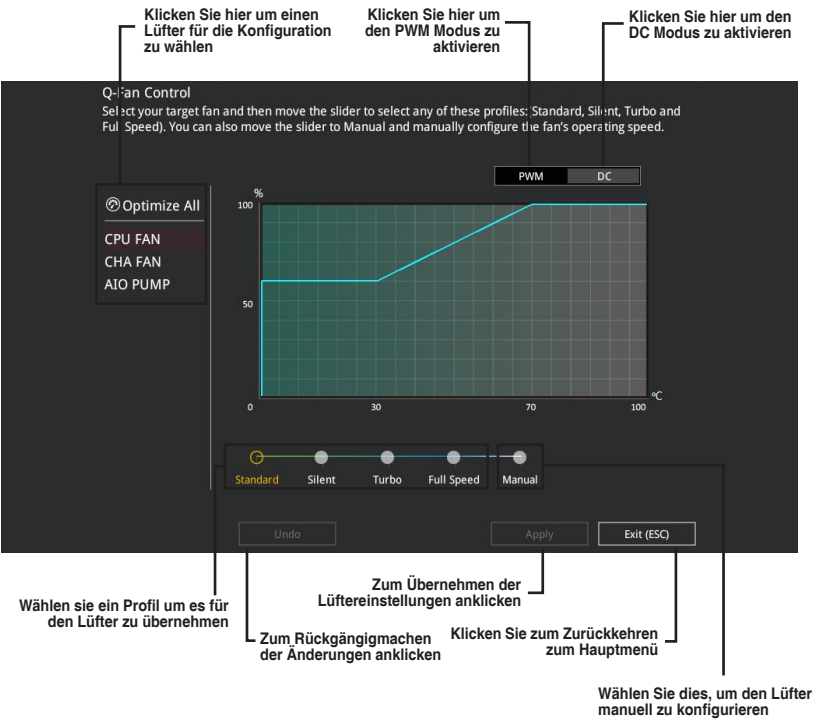 Klicken Sie hier um einen
Lüfter für die Konfiguration
zu wählen
Klicken Sie hier um
den PWM Modus zu
aktivieren
Klicken Sie hier um den
DC Modus zu aktivieren
Q-Fan Control
Select your target fan and then move the slider to select any of these profiles:(Standard, Silent, Turbo and
Full Speed). You can also move the slider to Manual and manually configure the fan's operating speed.
PWM DC
Optimize All
CPU FAN
CHA FAN
AIO PUMP
%
100
50
°C
0 30 70 100
Standard Silent Turbo Full Speed Manual
Undo Apply Exit (ESC)
Wählen sie ein Profil um es für
den Lüfter zu übernehmen
Zum Übernehmen der
Lüftereinstellungen anklicken
Zum Rückgängigmachen
der Änderungen anklicken
Klicken Sie zum Zurückkehren
zum Hauptmenü
Wählen Sie dies, um den Lüfter
manuell zu konfigurieren